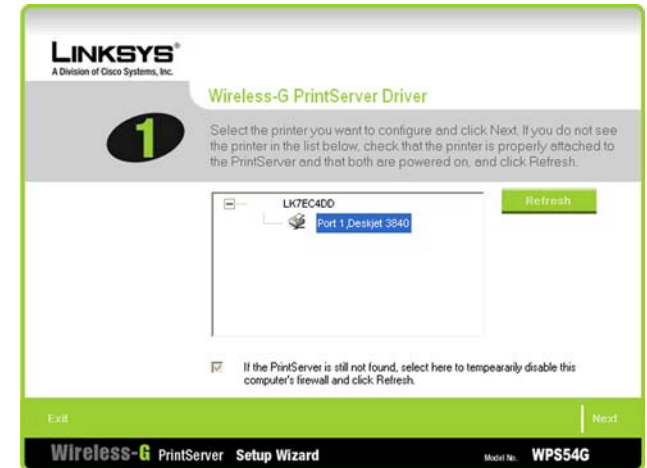 LINKSYS®
A Division of Cisco Systems, Inc.
Wireless-G PrintServer Driver
1
Select the printer you want to configure and click Next. If you do not see
the printer in the list below, check that the printer is properly attached to
the PrintServer and that both are powered on, and click Refresh.
LK7EC4DD
Port 1,Deskjet 3840
Refresh
If the PrintServer is still not found, select here to tempeararily disable this
computer's firewall and click Refresh.
Exit
Next
Wireless-G PrintServer Setup Wizard
Model No. WPS54G